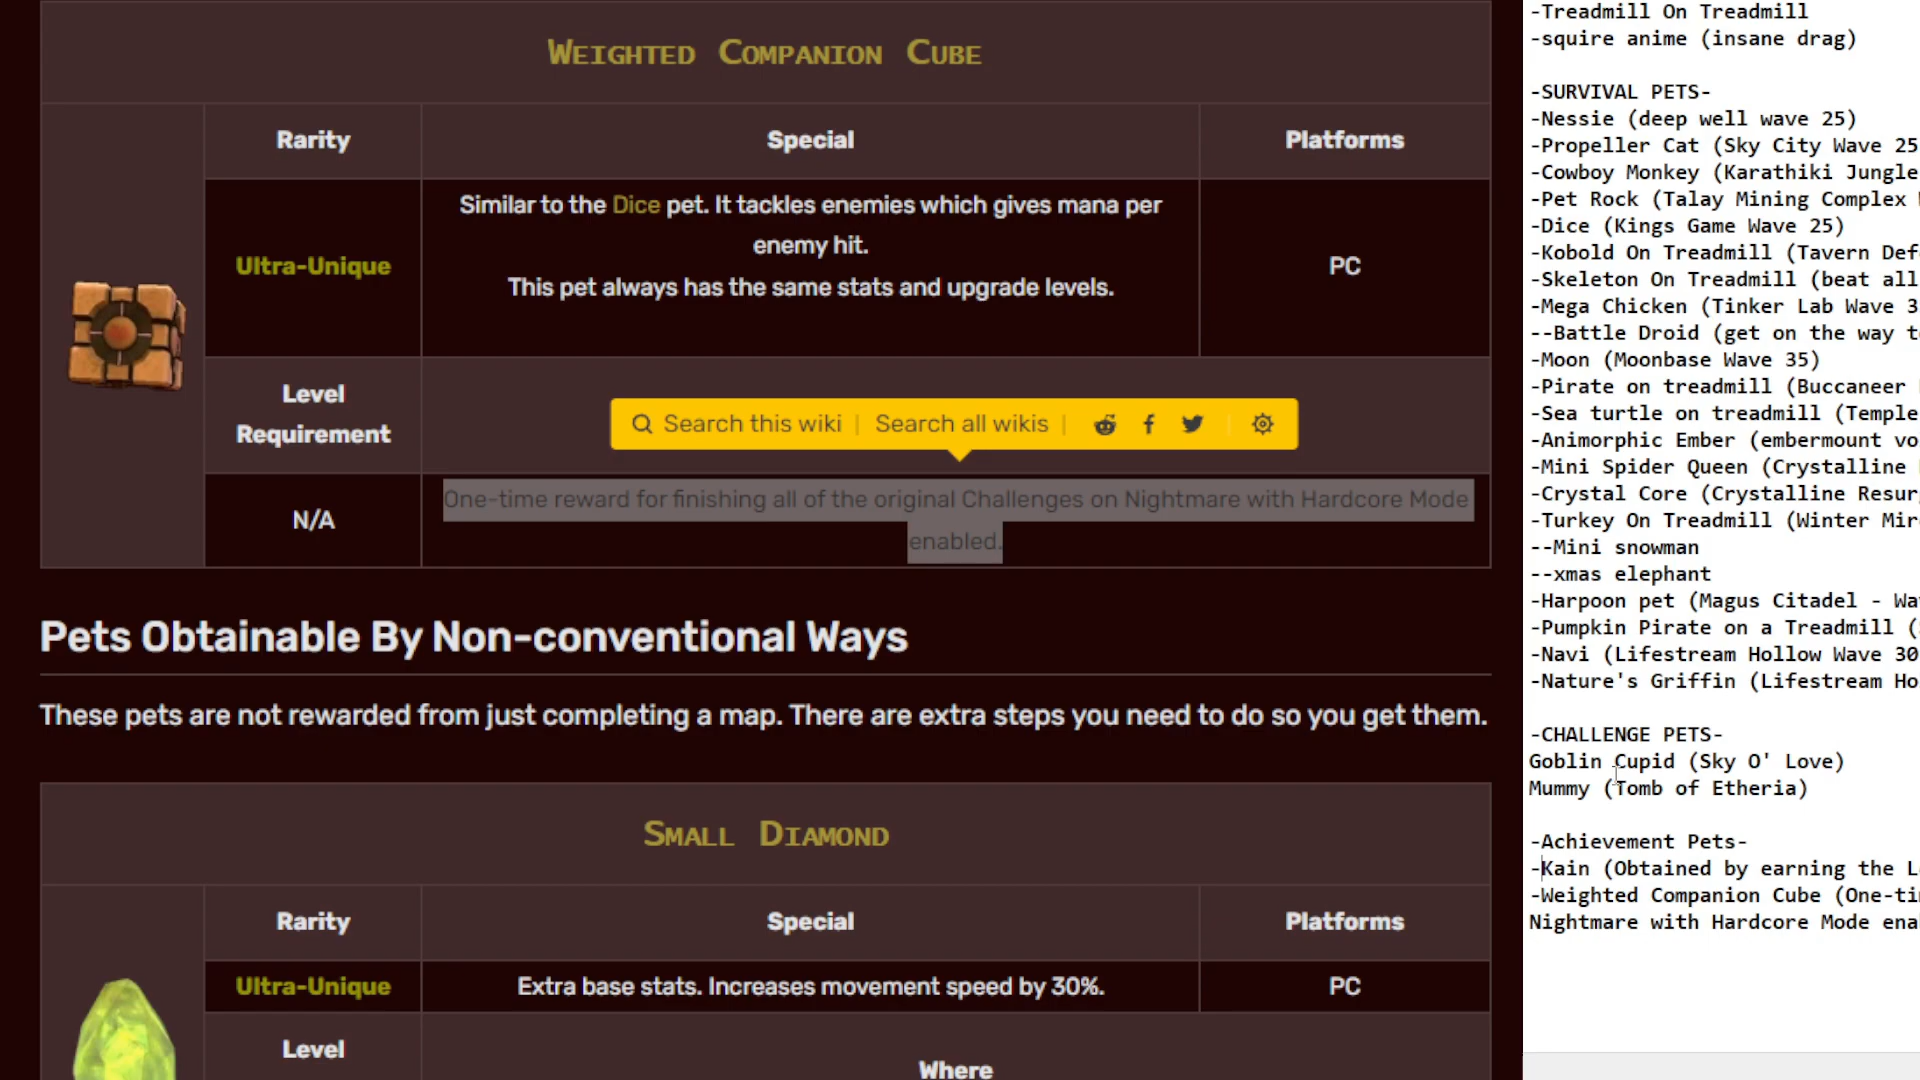 Weighted Companion Cube
Rarity
Special
Platforms
Ultra-Unique
Similar to the Dice pet. It tackles enemies which gives mana per
enemy hit.
This pet always has the same stats and upgrade levels.
PC
Level
Requirement
Search this wiki
Search all wikis
N/A
One-time reward for finishing all of the original Challenges on Nightmare with Hardcore Mode
enabled.
Pets Obtainable By Non-conventional Ways
These pets are not rewarded from just completing a map. There are extra steps you need to do so you get them.
Small Diamond
Rarity
Special
Platforms
Ultra-Unique
Extra base stats. Increases movement speed by 30%.
PC
Level
Where
-Treadmill On Treadmill
-squire anime (insane drag)
-SURVIVAL PETS-
-Nessie (deep well wave 25)
-Propeller Cat (Sky City Wave 25
-Cowboy Monkey (Karathiki Jungle
-Pet Rock (Talay Mining Complex
-Dice (Kings Game Wave 25)
-Kobold On Treadmill (Tavern Def
-Skeleton On Treadmill (beat all
-Mega Chicken (Tinker Lab Wave 3
--Battle Droid (get on the way t
-Moon (Moonbase Wave 35)
-Pirate on treadmill (Buccaneer
-Sea turtle on treadmill (Temple
-Animorphic Ember (embermount vo
-Mini Spider Queen (Crystalline
-Crystal Core (Crystalline Resur
-Turkey On Treadmill (Winter Mir
--Mini snowman
--xmas elephant
-Harpoon pet (Magus Citadel - Wa
-Pumpkin Pirate on a Treadmill (
-Navi (Lifestream Hollow Wave 30
-Nature's Griffin (Lifestream Ho
-CHALLENGE PETS-
Goblin Cupid (Sky O' Love)
Mummy (Tomb of Etheria)
-Achievement Pets-
-Kain (Obtained by earning the L
-Weighted Companion Cube (One-ti
Nightmare with Hardcore Mode ena